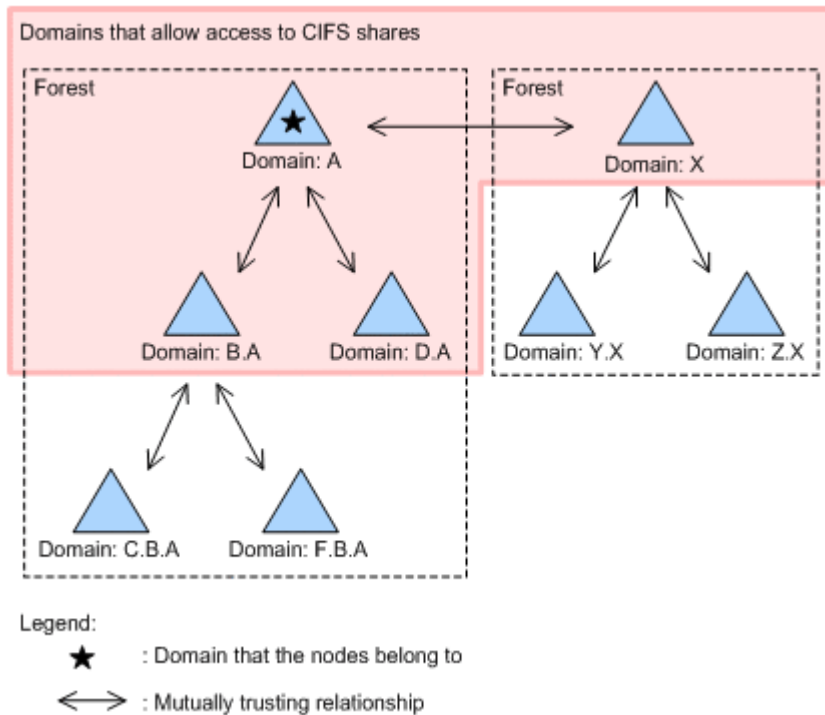 Domains that allow access to CIFS shares
Forest
Forest
Domain: A
Domain: X
Domain: B.A
Domain: D.A
Domain: Y.X
Domain: Z.X
Domain: C.B.A
Domain: F.B.A
Legend:
: Domain that the nodes belong to
: Mutually trusting relationship